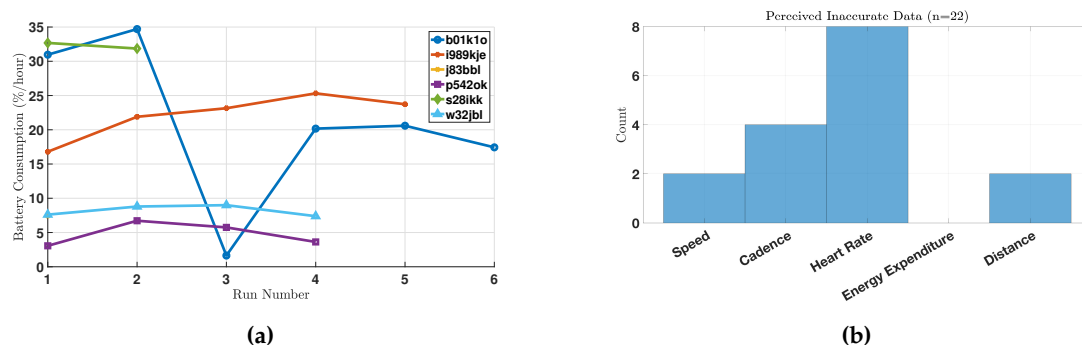 35
30
25
20
15
10
5
0
Battery Consumption (%/hour)
1 2 3 4 5 6
Run Number
b01k1o
i989kje
j83bbl
p542ok
s28ikk
w32jbl
(a)
Perceived Inaccurate Data (n=22)
8
6
4
2
0
Count
Speed
Cadence
Heart Rate
Energy Expenditure
Distance
(b)